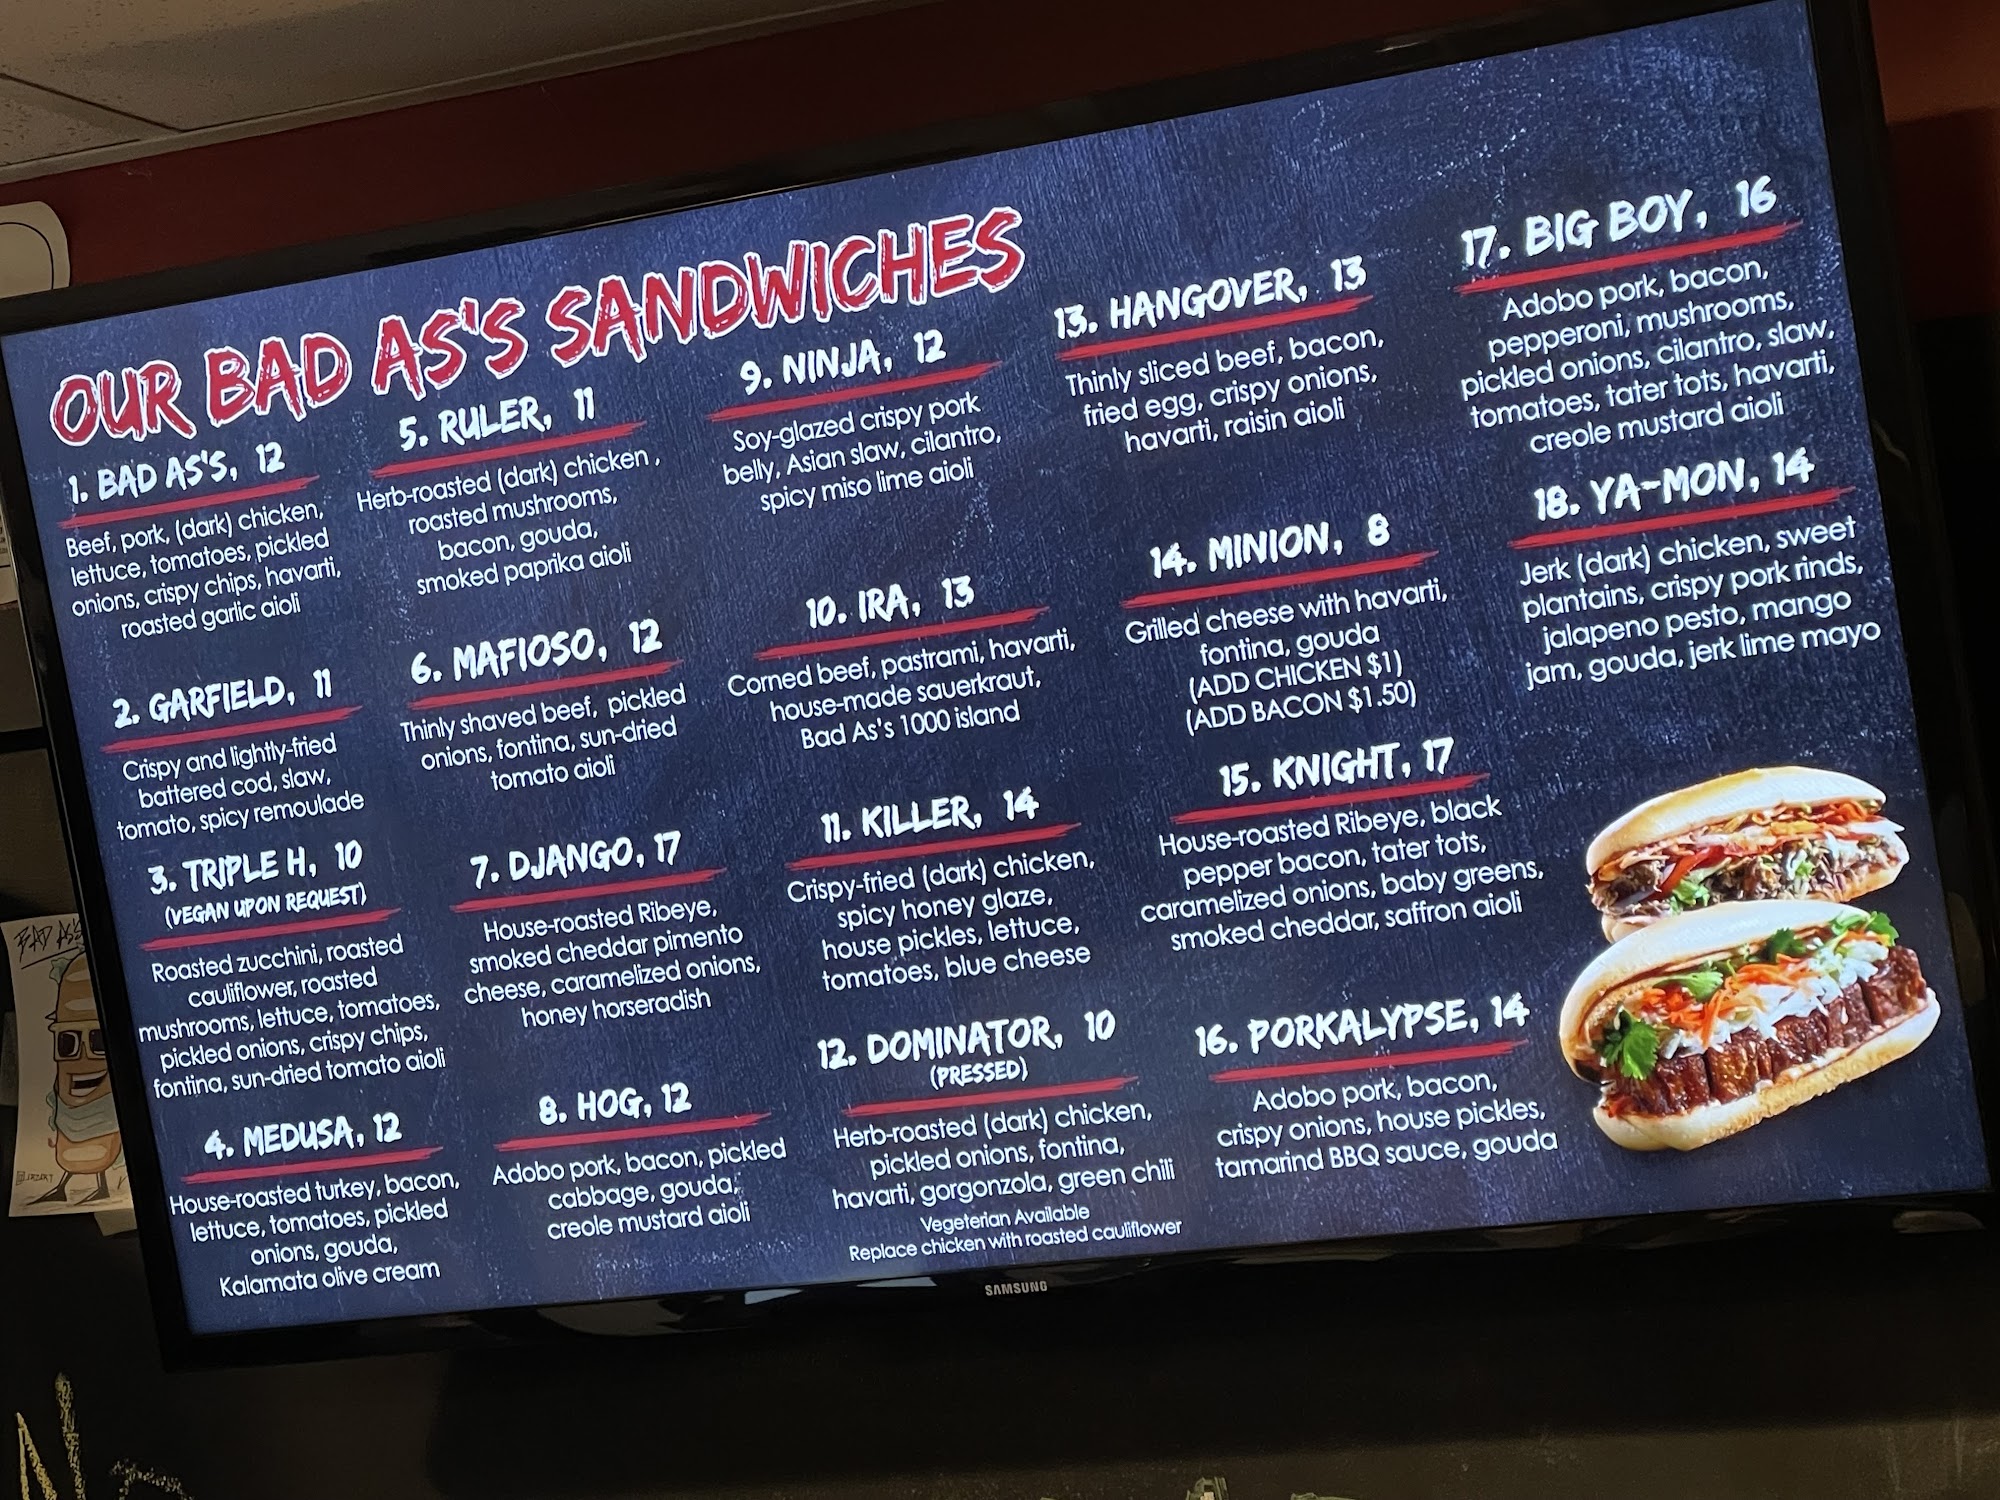 OUR BAD AS'S SANDWICHES
1. BAD AS'S, 12
Beef, pork, (dark) chicken,
lettuce, tomatoes, pickled
onions, crispy chips, havarti,
roasted garlic aioli
2. GARFIELD, 11
Crispy and lightly-fried
battered cod, slaw,
tomato, spicy remoulade
3. TRIPLE H, 10
(VEGAN UPON REQUEST)
Roasted zucchini, roasted
cauliflower, roasted
mushrooms, lettuce, tomatoes,
pickled onions, crispy chips,
fontina, sun-dried tomato aioli
4. MEDUSA, 12
House-roasted turkey, bacon,
lettuce, tomatoes, pickled
onions, gouda,
Kalamata olive cream
5. RULER, 11
Herb-roasted (dark) chicken ,
roasted mushrooms,
bacon, gouda,
smoked paprika aioli
6. MAFIOSO, 12
Thinly shaved beef, pickled
onions, fontina, sun-dried
tomato aioli
7. DJANGO, 17
House-roasted Ribeye,
smoked cheddar pimento
cheese, caramelized onions,
honey horseradish
8. HOG, 12
Adobo pork, bacon, pickled
cabbage, gouda,
creole mustard aioli
9. NINJA, 12
Soy-glazed crispy pork
belly, Asian slaw, cilantro,
spicy miso lime aioli
10. IRA, 13
Corned beef, pastrami, havarti,
house-made sauerkraut,
Bad As's 1000 island
11. KILLER, 14
Crispy-fried (dark) chicken,
spicy honey glaze,
house pickles, lettuce,
tomatoes, blue cheese
12. DOMINATOR, 10
(PRESSED)
Herb-roasted (dark) chicken,
pickled onions, fontina,
havarti, gorgonzola, green chili
Vegeterian Available
Replace chicken with roasted cauliflower
13. HANGOVER, 13
Thinly sliced beef, bacon,
fried egg, crispy onions,
havarti, raisin aioli
14. MINION, 8
Grilled cheese with havarti,
fontina, gouda
(ADD CHICKEN $1)
(ADD BACON $1.50)
15. KNIGHT, 17
House-roasted Ribeye, black
pepper bacon, tater tots,
caramelized onions, baby greens,
smoked cheddar, saffron aioli
16. PORKALYPSE, 14
Adobo pork, bacon,
crispy onions, house pickles,
tamarind BBQ sauce, gouda
17. BIG BOY, 16
Adobo pork, bacon,
pepperoni, mushrooms,
pickled onions, cilantro, slaw,
tomatoes, tater tots, havarti,
creole mustard aioli
18. YA-MON, 14
Jerk (dark) chicken, sweet
plantains, crispy pork rinds,
jalapeno pesto, mango
jam, gouda, jerk lime mayo
BAD AS'S
SAMSUNG